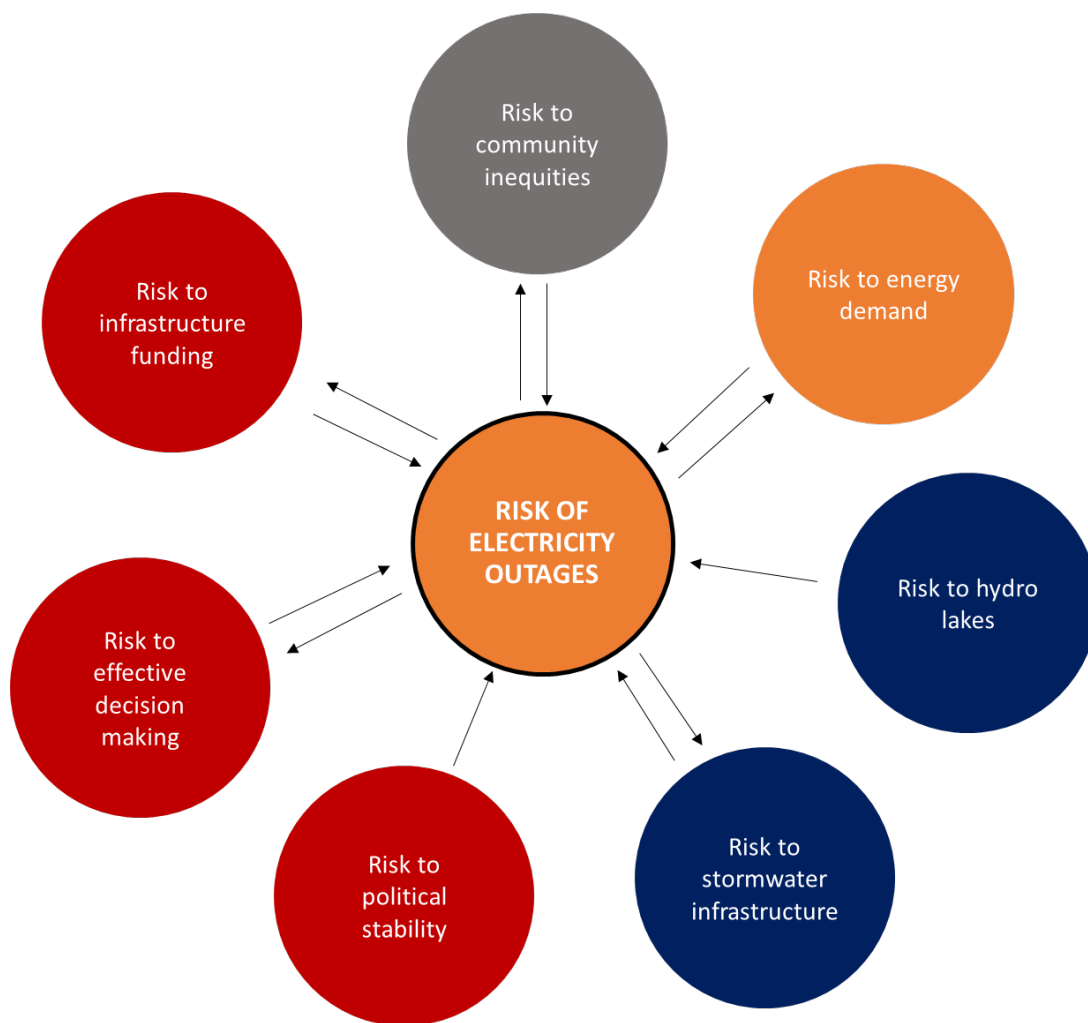 Risk to
community
inequities
Risk to energy
demand
Risk to
infrastructure
funding
RISK OF
ELECTRICITY
OUTAGES
Risk to hydro
lakes
Risk to
effective
decision
making
Risk to
stormwater
infrastructure
Risk to
political
stability